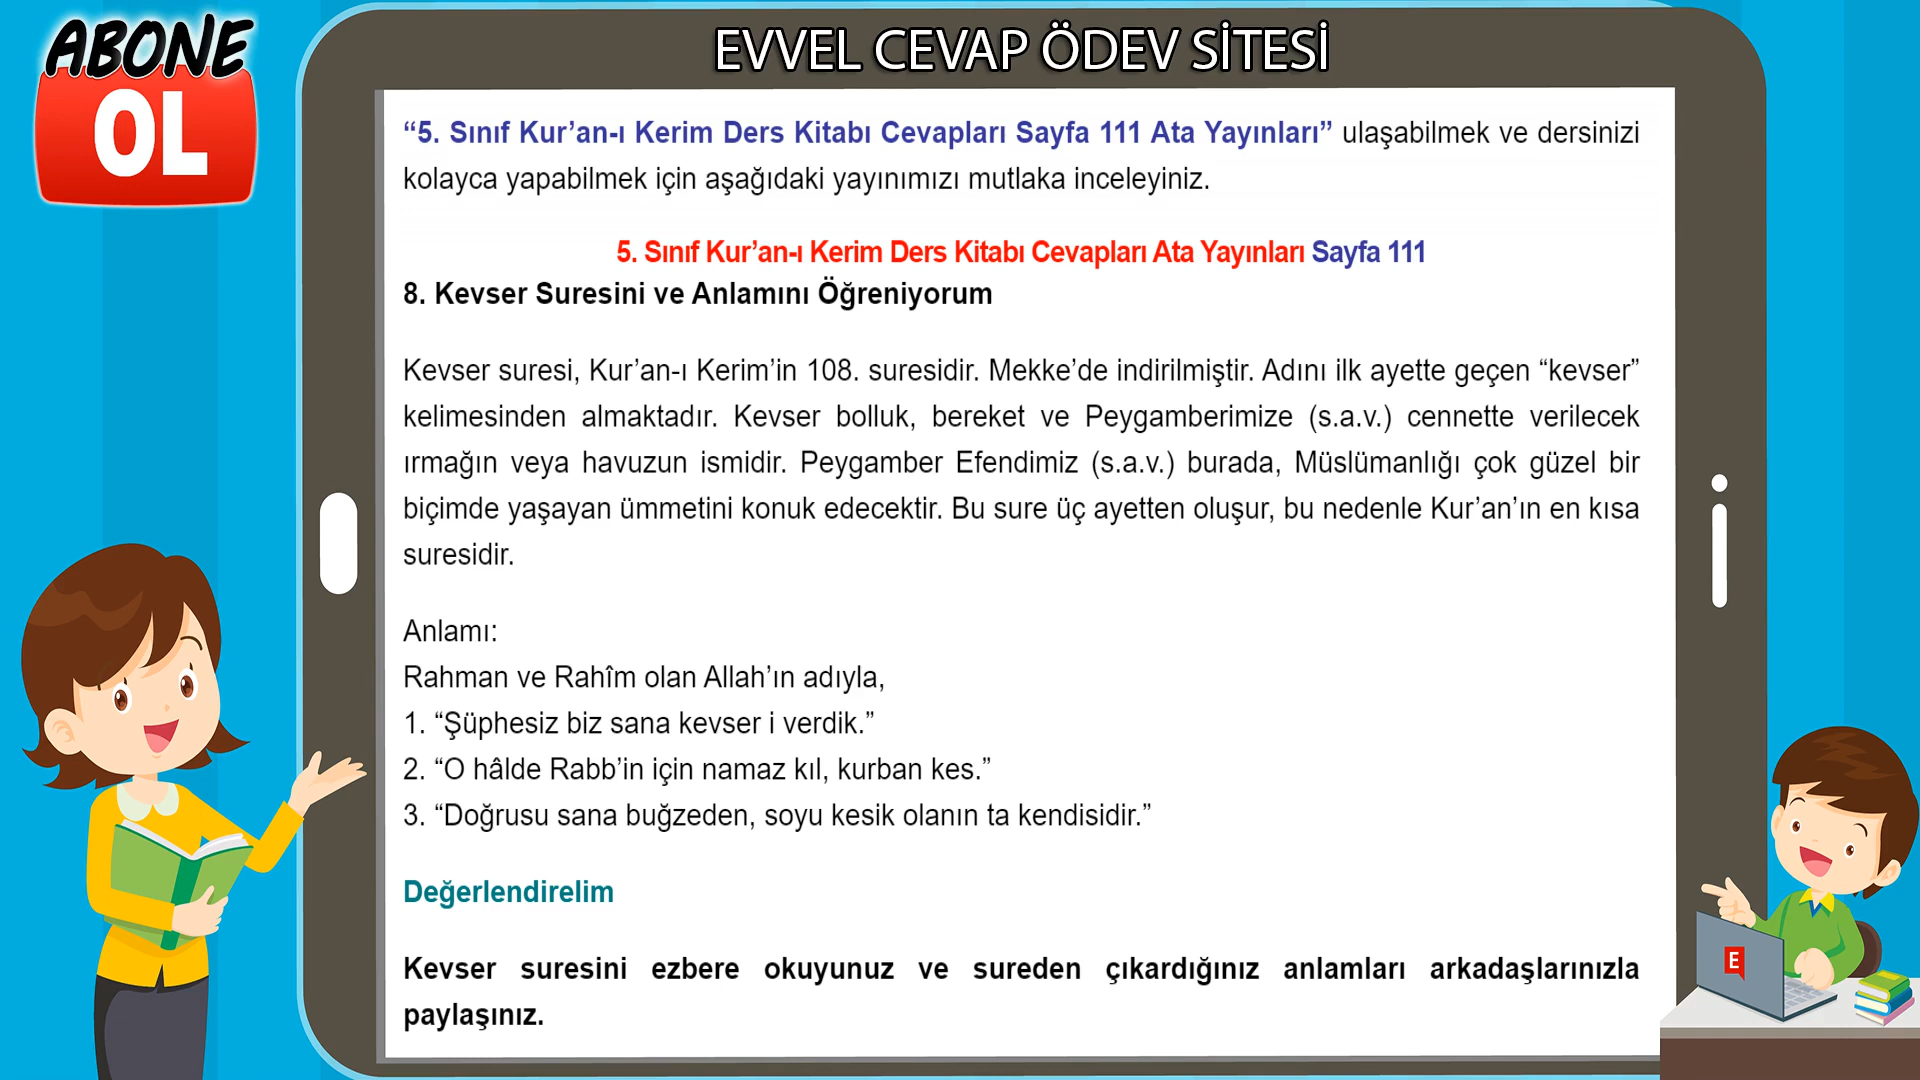 ABONE
OL
EVVEL CEVAP ÖDEV SİTESİ
“5. Sınıf Kur’an-ı Kerim Ders Kitabı Cevapları Sayfa 111 Ata Yayınları” ulaşabilmek ve dersinizi
kolayca yapabilmek için aşağıdaki yayınımızı mutlaka inceleyiniz.
5. Sınıf Kur’an-ı Kerim Ders Kitabı Cevapları Ata Yayınları Sayfa 111
8. Kevser Suresini ve Anlamını Öğreniyorum
Kevser suresi, Kur’an-ı Kerim’in 108. suresidir. Mekke’de indirilmiştir. Adını ilk ayette geçen “kevser”
kelimesinden almaktadır. Kevser bolluk, bereket ve Peygamberimize (s.a.v.) cennette verilecek
ırmağın veya havuzun ismidir. Peygamber Efendimiz (s.a.v.) burada, Müslümanlığı çok güzel bir
biçimde yaşayan ümmetini konuk edecektir. Bu sure üç ayetten oluşur, bu nedenle Kur’an’ın en kısa
suresidir.
Anlamı:
Rahman ve Rahîm olan Allah’ın adıyla,
1. “Şüphesiz biz sana kevser i verdik.”
2. “O hâlde Rabb’in için namaz kıl, kurban kes.”
3. “Doğrusu sana buğzeden, soyu kesik olanın ta kendisidir.”
Değerlendirelim
Kevser suresini ezbere okuyunuz ve sureden çıkardığınız anlamları arkadaşlarınızla
paylaşınız.
E